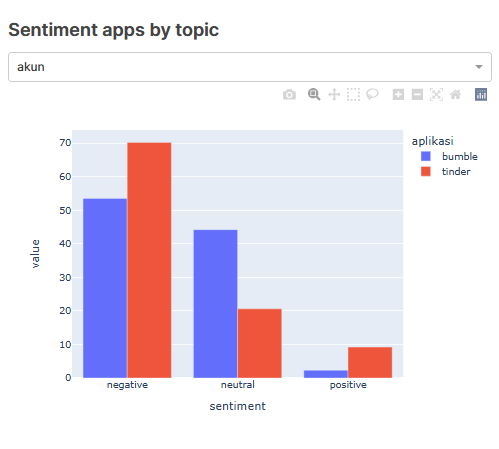 Sentiment apps by topic
akun
aplikasi
bumble
tinder
70
60
50
40
30
20
10
0
value
negative
neutral
positive
sentiment